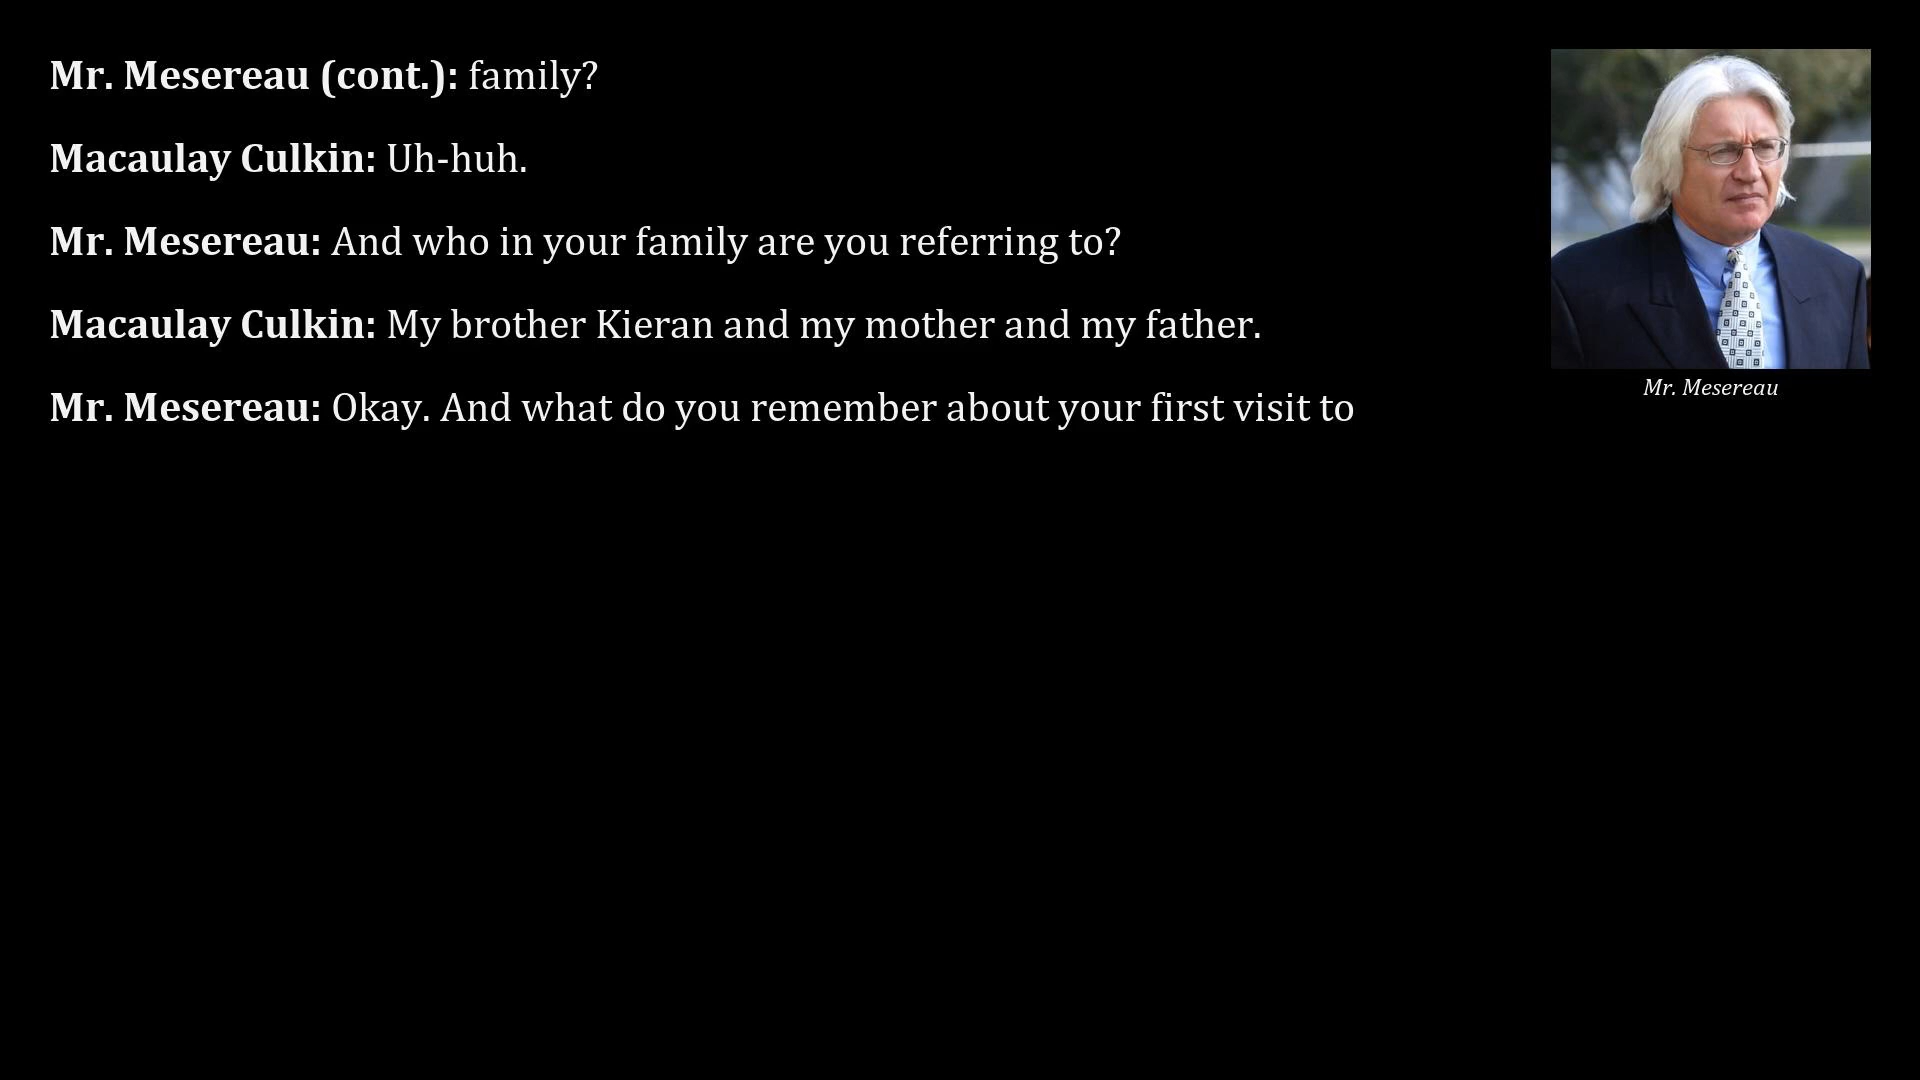 Mr. Mesereau (cont.): family?
Macaulay Culkin: Uh-huh.
Mr. Mesereau: And who in your family are you referring to?
Macaulay Culkin: My brother Kieran and my mother and my father.
Mr. Mesereau: Okay. And what do you remember about your first visit to
Mr. Mesereau